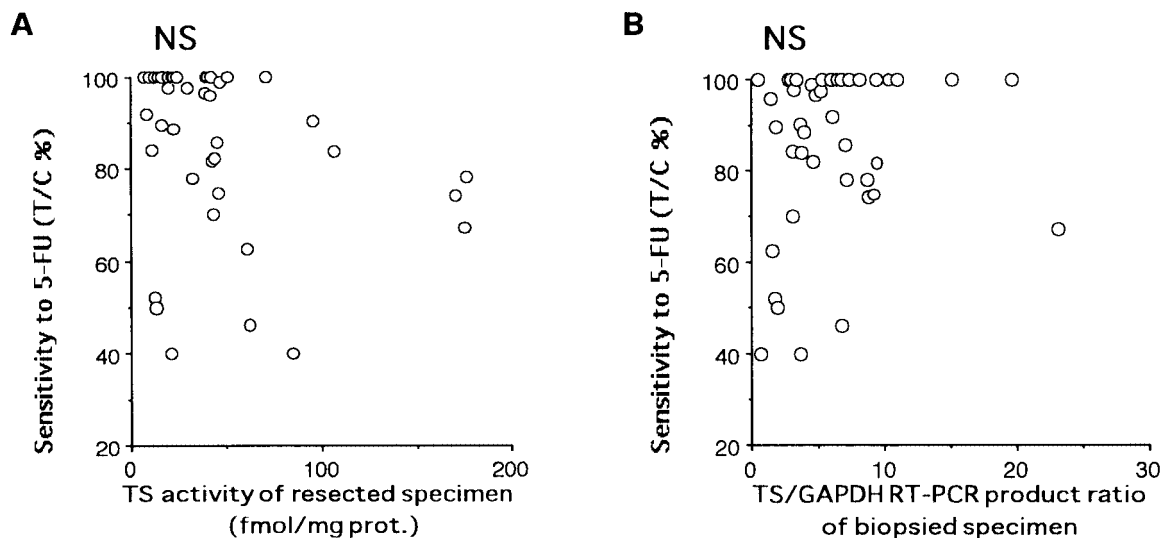 A
NS
Sensitivity to 5-FU (T/C %)
100
80
60
40
20
0
100
200
TS activity of resected specimen
(fmol/mg prot.)
B
NS
Sensitivity to 5-FU (T/C %)
100
80
60
40
20
0
10
20
30
TS/GAPDH RT-PCR product ratio
of biopsied specimen